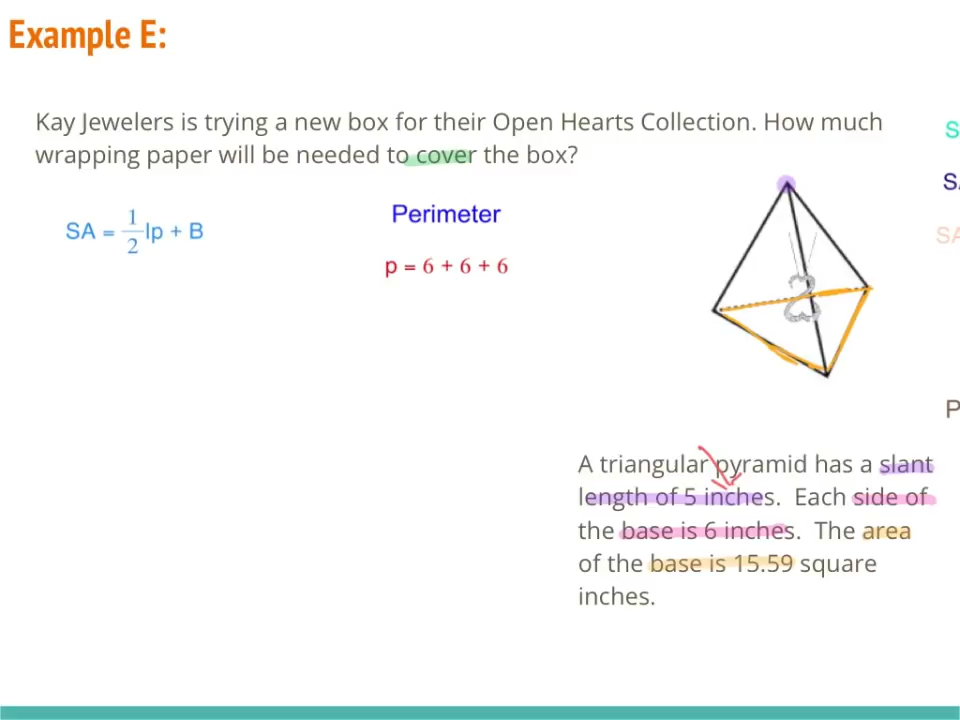 Example E:
Kay Jewelers is trying a new box for their Open Hearts Collection. How much
wrapping paper will be needed to cover the box?
SA = 1/2 lp + B
Perimeter
p = 6 + 6 + 6
S
SA
SA
P
A triangular pyramid has a slant
length of 5 inches. Each side of
the base is 6 inches. The area
of the base is 15.59 square
inches.